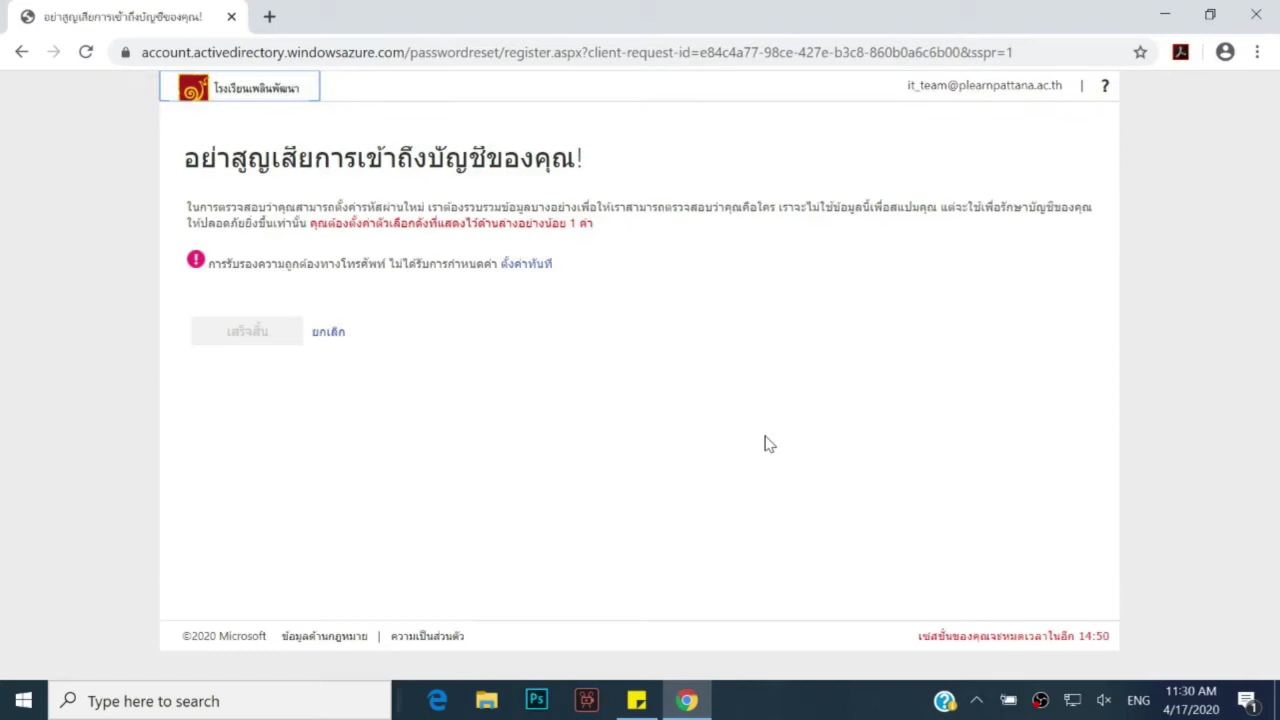 อย่าสูญเสียการเข้าถึงบัญชีของคุณ!
account.activedirectory.windowsazure.com/passwordreset/register.aspx?client-request-id=e84c4a77-98ce-427e-b3c8-860b0a6c6b00&sspr=1
โรงเรียนเพลินพัฒนา
it_team@plearnpattana.ac.th | ?
อย่าสูญเสียการเข้าถึงบัญชีของคุณ!
ในการตรวจสอบว่าคุณสามารถตั้งค่ารหัสผ่านใหม่ เราต้องรวบรวมข้อมูลบางอย่างเพื่อให้เราสามารถตรวจสอบว่าคุณคือใคร เราจะไม่ใช้ข้อมูลนี้เพื่อสแปมคุณ แต่จะใช้เพื่อรักษาบัญชีของคุณ
ให้ปลอดภัยยิ่งขึ้นเท่านั้น คุณต้องตั้งค่าตัวเลือกดังที่แสดงไว้ด้านล่างอย่างน้อย 1 ค่า
การรับรองความถูกต้องทางโทรศัพท์ ไม่ได้รับการกำหนดค่า ตั้งค่าทันที
เสร็จสิ้น ยกเลิก
©2020 Microsoft ข้อมูลด้านกฎหมาย | ความเป็นส่วนตัว
เซสชันของคุณจะหมดเวลาในอีก 14:50
Type here to search
Ps
ENG
11:30 AM
4/17/2020
1